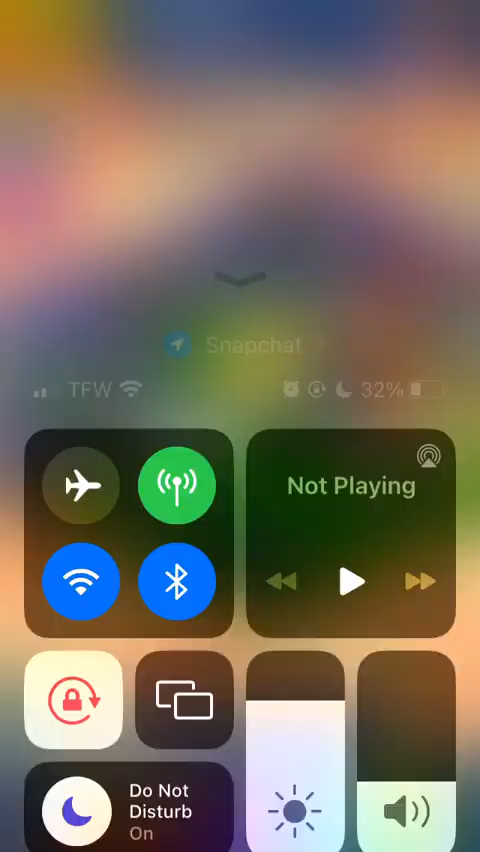 Snapchat
TFW 32%
Not Playing
Do Not
Disturb
On